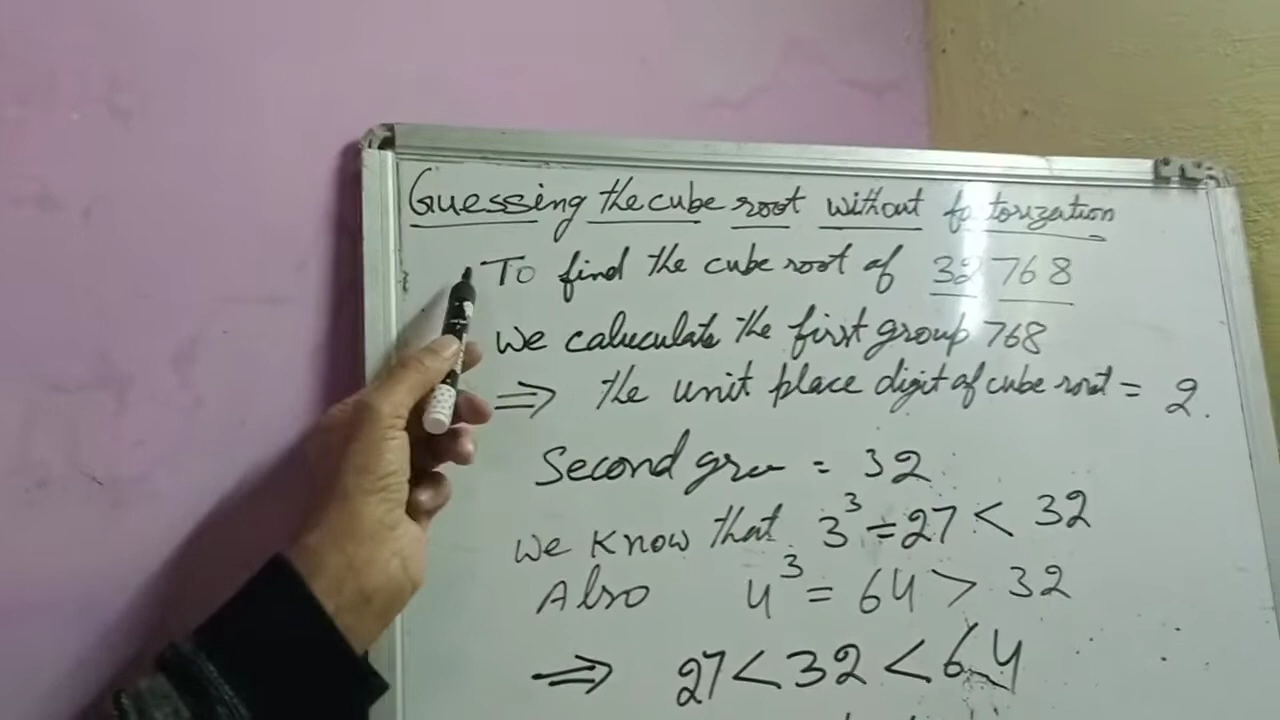 Guessing the cube root without factorization
To find the cube root of 32 768
We caluculate the first group 768
⇒ the unit place digit of cube root = 2.
Second = 32
We know that 3³ = 27 < 32
Also 4³ = 64 > 32
⇒ 27 < 32 < 64